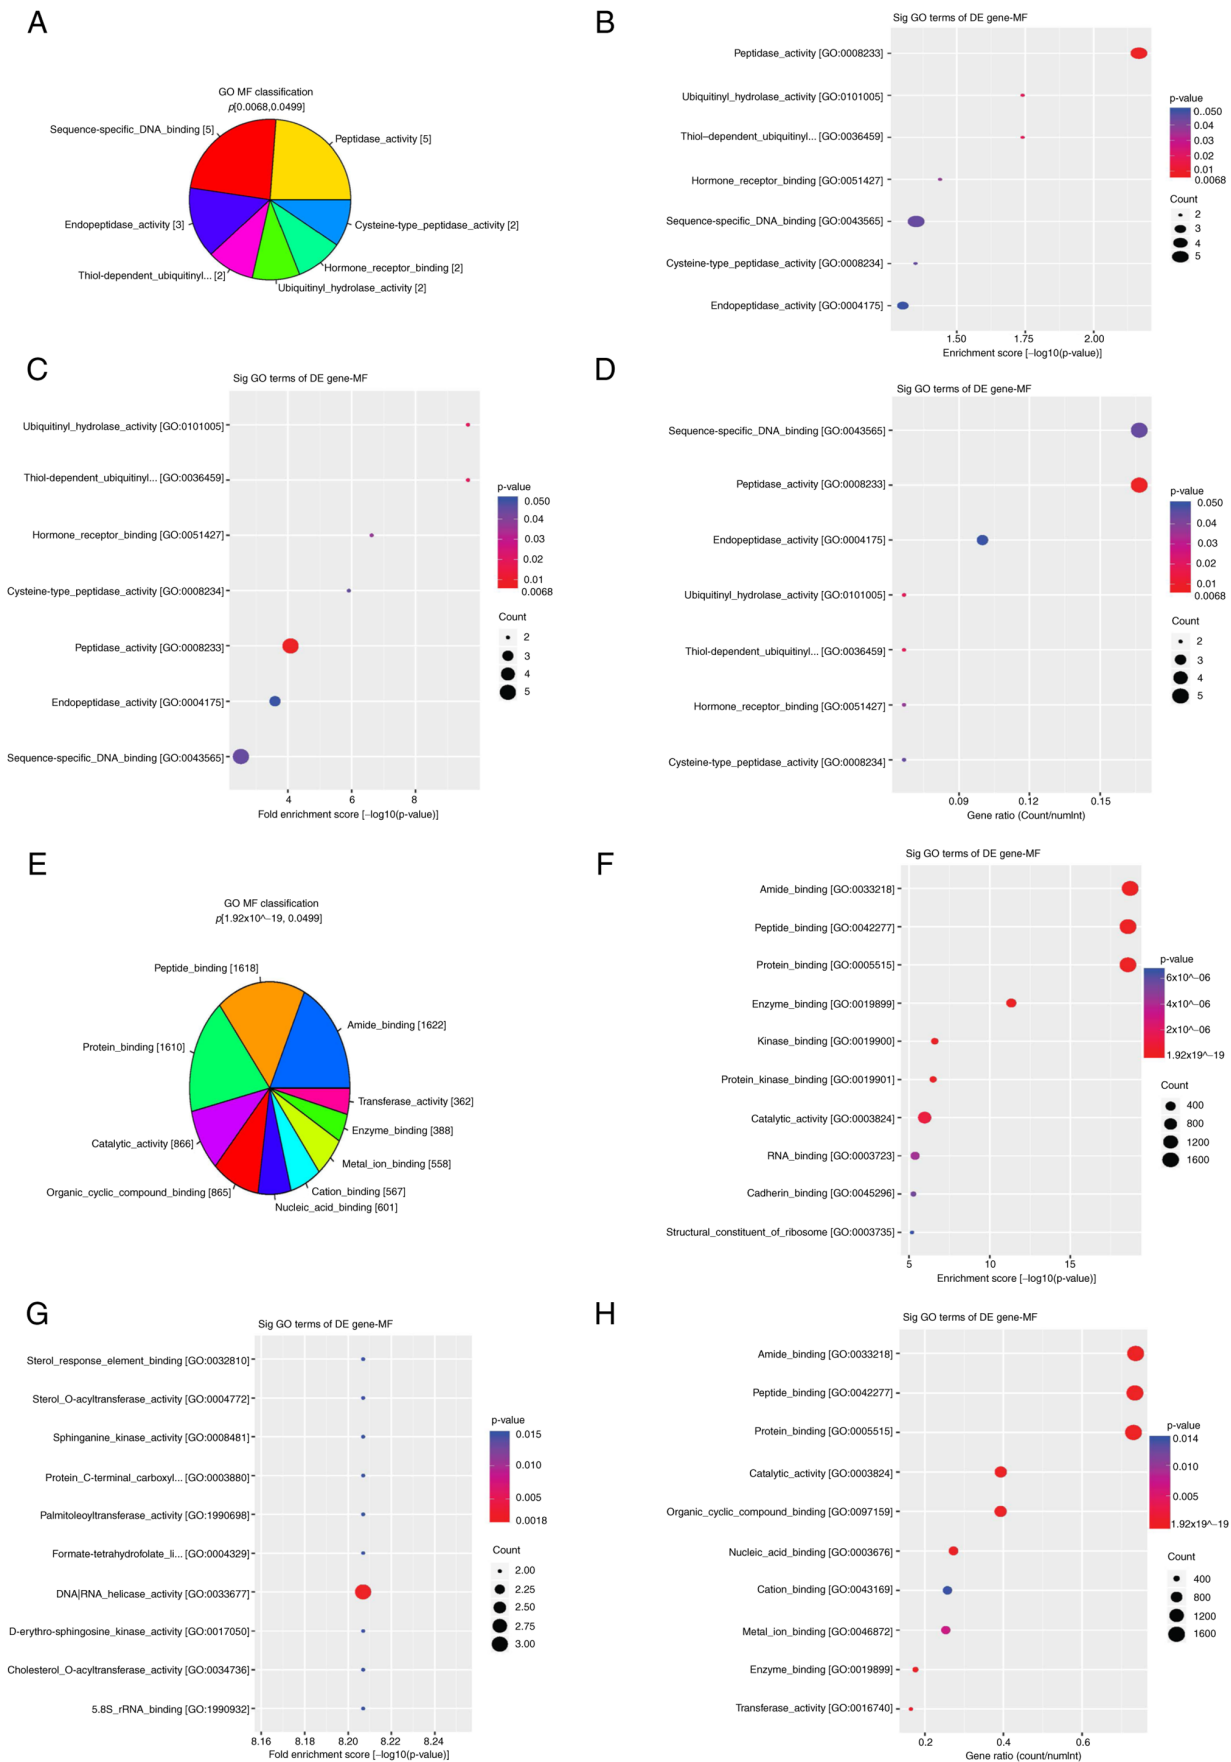 A
GO MF classification
p[0.0068,0.0499]
Sequence-specific_DNA_binding [5]
Peptidase_activity [5]
Endopeptidase_activity [3]
Cysteine-type_peptidase_activity [2]
Thiol-dependent_ubiquitinyl... [2]
Hormone_receptor_binding [2]
Ubiquitinyl_hydrolase_activity [2]
B
Sig GO terms of DE gene-MF
Peptidase_activity [GO:0008233]
Ubiquitinyl_hydrolase_activity [GO:0101005]
Thiol–dependent_ubiquitinyl... [GO:0036459]
Hormone_receptor_binding [GO:0051427]
Sequence-specific_DNA_binding [GO:0043565]
Cysteine-type_peptidase_activity [GO:0008234]
Endopeptidase_activity [GO:0004175]
1.50 1.75 2.00
Enrichment score [−log10(p-value)]
p-value
0..050
0.04
0.03
0.02
0.01
0.0068
Count
2
3
4
5
C
Sig GO terms of DE gene-MF
Ubiquitinyl_hydrolase_activity [GO:0101005]
Thiol-dependent_ubiquitinyl... [GO:0036459]
Hormone_receptor_binding [GO:0051427]
Cysteine-type_peptidase_activity [GO:0008234]
Peptidase_activity [GO:0008233]
Endopeptidase_activity [GO:0004175]
Sequence-specific_DNA_binding [GO:0043565]
4 6 8
Fold enrichment score [−log10(p-value)]
p-value
0.050
0.04
0.03
0.02
0.01
0.0068
Count
2
3
4
5
D
Sig GO terms of DE gene-MF
Sequence-specific_DNA_binding [GO:0043565]
Peptidase_activity [GO:0008233]
Endopeptidase_activity [GO:0004175]
Ubiquitinyl_hydrolase_activity [GO:0101005]
Thiol-dependent_ubiquitinyl... [GO:0036459]
Hormone_receptor_binding [GO:0051427]
Cysteine-type_peptidase_activity [GO:0008234]
0.09 0.12 0.15
Gene ratio (Count/numInt)
p-value
0.050
0.04
0.03
0.02
0.01
0.0068
Count
2
3
4
5
E
GO MF classification
p[1.92x10^−19, 0.0499]
Peptide_binding [1618]
Amide_binding [1622]
Protein_binding [1610]
Transferase_activity [362]
Enzyme_binding [388]
Catalytic_activity [866]
Metal_ion_binding [558]
Organic_cyclic_compound_binding [865]
Cation_binding [567]
Nucleic_acid_binding [601]
F
Sig GO terms of DE gene-MF
Amide_binding [GO:0033218]
Peptide_binding [GO:0042277]
Protein_binding [GO:0005515]
Enzyme_binding [GO:0019899]
Kinase_binding [GO:0019900]
Protein_kinase_binding [GO:0019901]
Catalytic_activity [GO:0003824]
RNA_binding [GO:0003723]
Cadherin_binding [GO:0045296]
Structural_constituent_of_ribosome [GO:0003735]
5 10 15
Enrichment score [−log10(p-value)]
p-value
6x10^−06
4x10^−06
2x10^−06
1.92x19^−19
Count
400
800
1200
1600
G
Sig GO terms of DE gene-MF
Sterol_response_element_binding [GO:0032810]
Sterol_O-acyltransferase_activity [GO:0004772]
Sphinganine_kinase_activity [GO:0008481]
Protein_C-terminal_carboxyl... [GO:0003880]
Palmitoleoyltransferase_activity [GO:1990698]
Formate-tetrahydrofolate_li... [GO:0004329]
DNA|RNA_helicase_activity [GO:0033677]
D-erythro-sphingosine_kinase_activity [GO:0017050]
Cholesterol_O-acyltransferase_activity [GO:0034736]
5.8S_rRNA_binding [GO:1990932]
8.16 8.18 8.20 8.22 8.24
Fold enrichment score [−log10(p-value)]
p-value
0.015
0.010
0.005
0.0018
Count
2.00
2.25
2.50
2.75
3.00
H
Sig GO terms of DE gene-MF
Amide_binding [GO:0033218]
Peptide_binding [GO:0042277]
Protein_binding [GO:0005515]
Catalytic_activity [GO:0003824]
Organic_cyclic_compound_binding [GO:0097159]
Nucleic_acid_binding [GO:0003676]
Cation_binding [GO:0043169]
Metal_ion_binding [GO:0046872]
Enzyme_binding [GO:0019899]
Transferase_activity [GO:0016740]
0.2 0.4 0.6
Gene ratio (count/numInt)
p-value
0.014
0.010
0.005
1.92x19^−19
Count
400
800
1200
1600